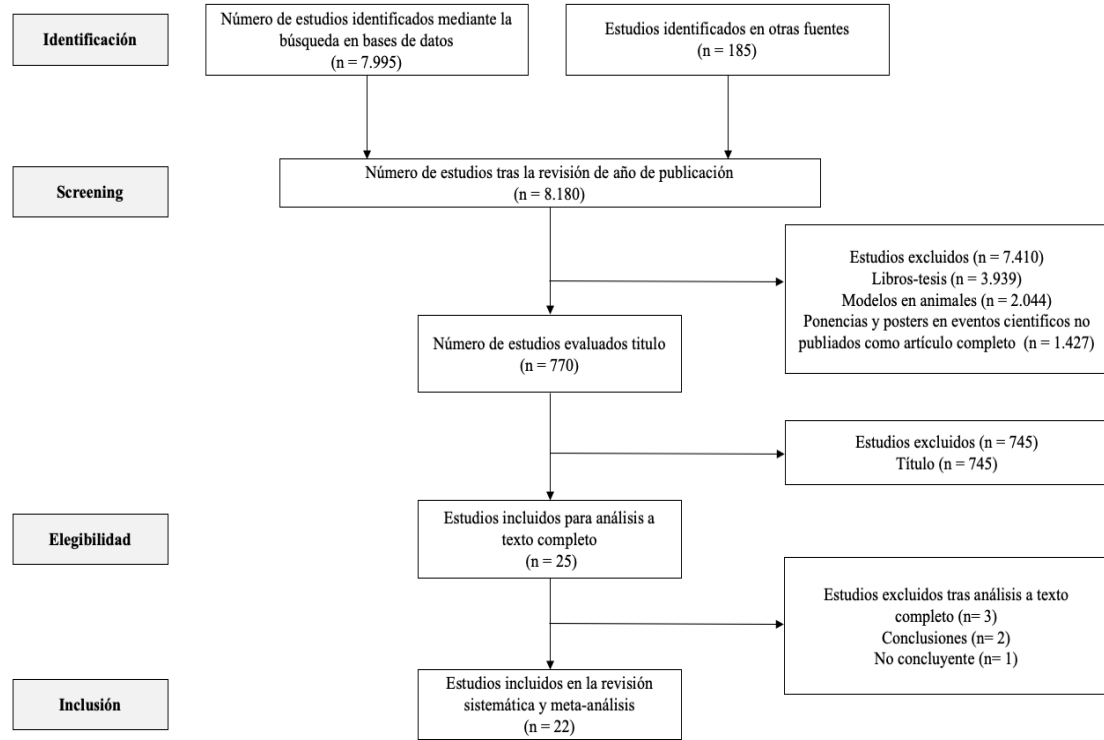 Identificación
Número de estudios identificados mediante la
búsqueda en bases de datos
(n = 7.995)
Estudios identificados en otras fuentes
(n = 185)
Screening
Número de estudios tras la revisión de año de publicación
(n = 8.180)
Estudios excluidos (n = 7.410)
Libros-tesis (n = 3.939)
Modelos en animales (n = 2.044)
Ponencias y posters en eventos cientificos no
publiados como artículo completo (n = 1.427)
Número de estudios evaluados titulo
(n = 770)
Estudios excluidos (n = 745)
Título (n = 745)
Elegibilidad
Estudios incluidos para análisis a
texto completo
(n = 25)
Estudios excluidos tras análisis a texto
completo (n= 3)
Conclusiones (n= 2)
No concluyente (n= 1)
Inclusión
Estudios incluidos en la revisión
sistemática y meta-análisis
(n = 22)